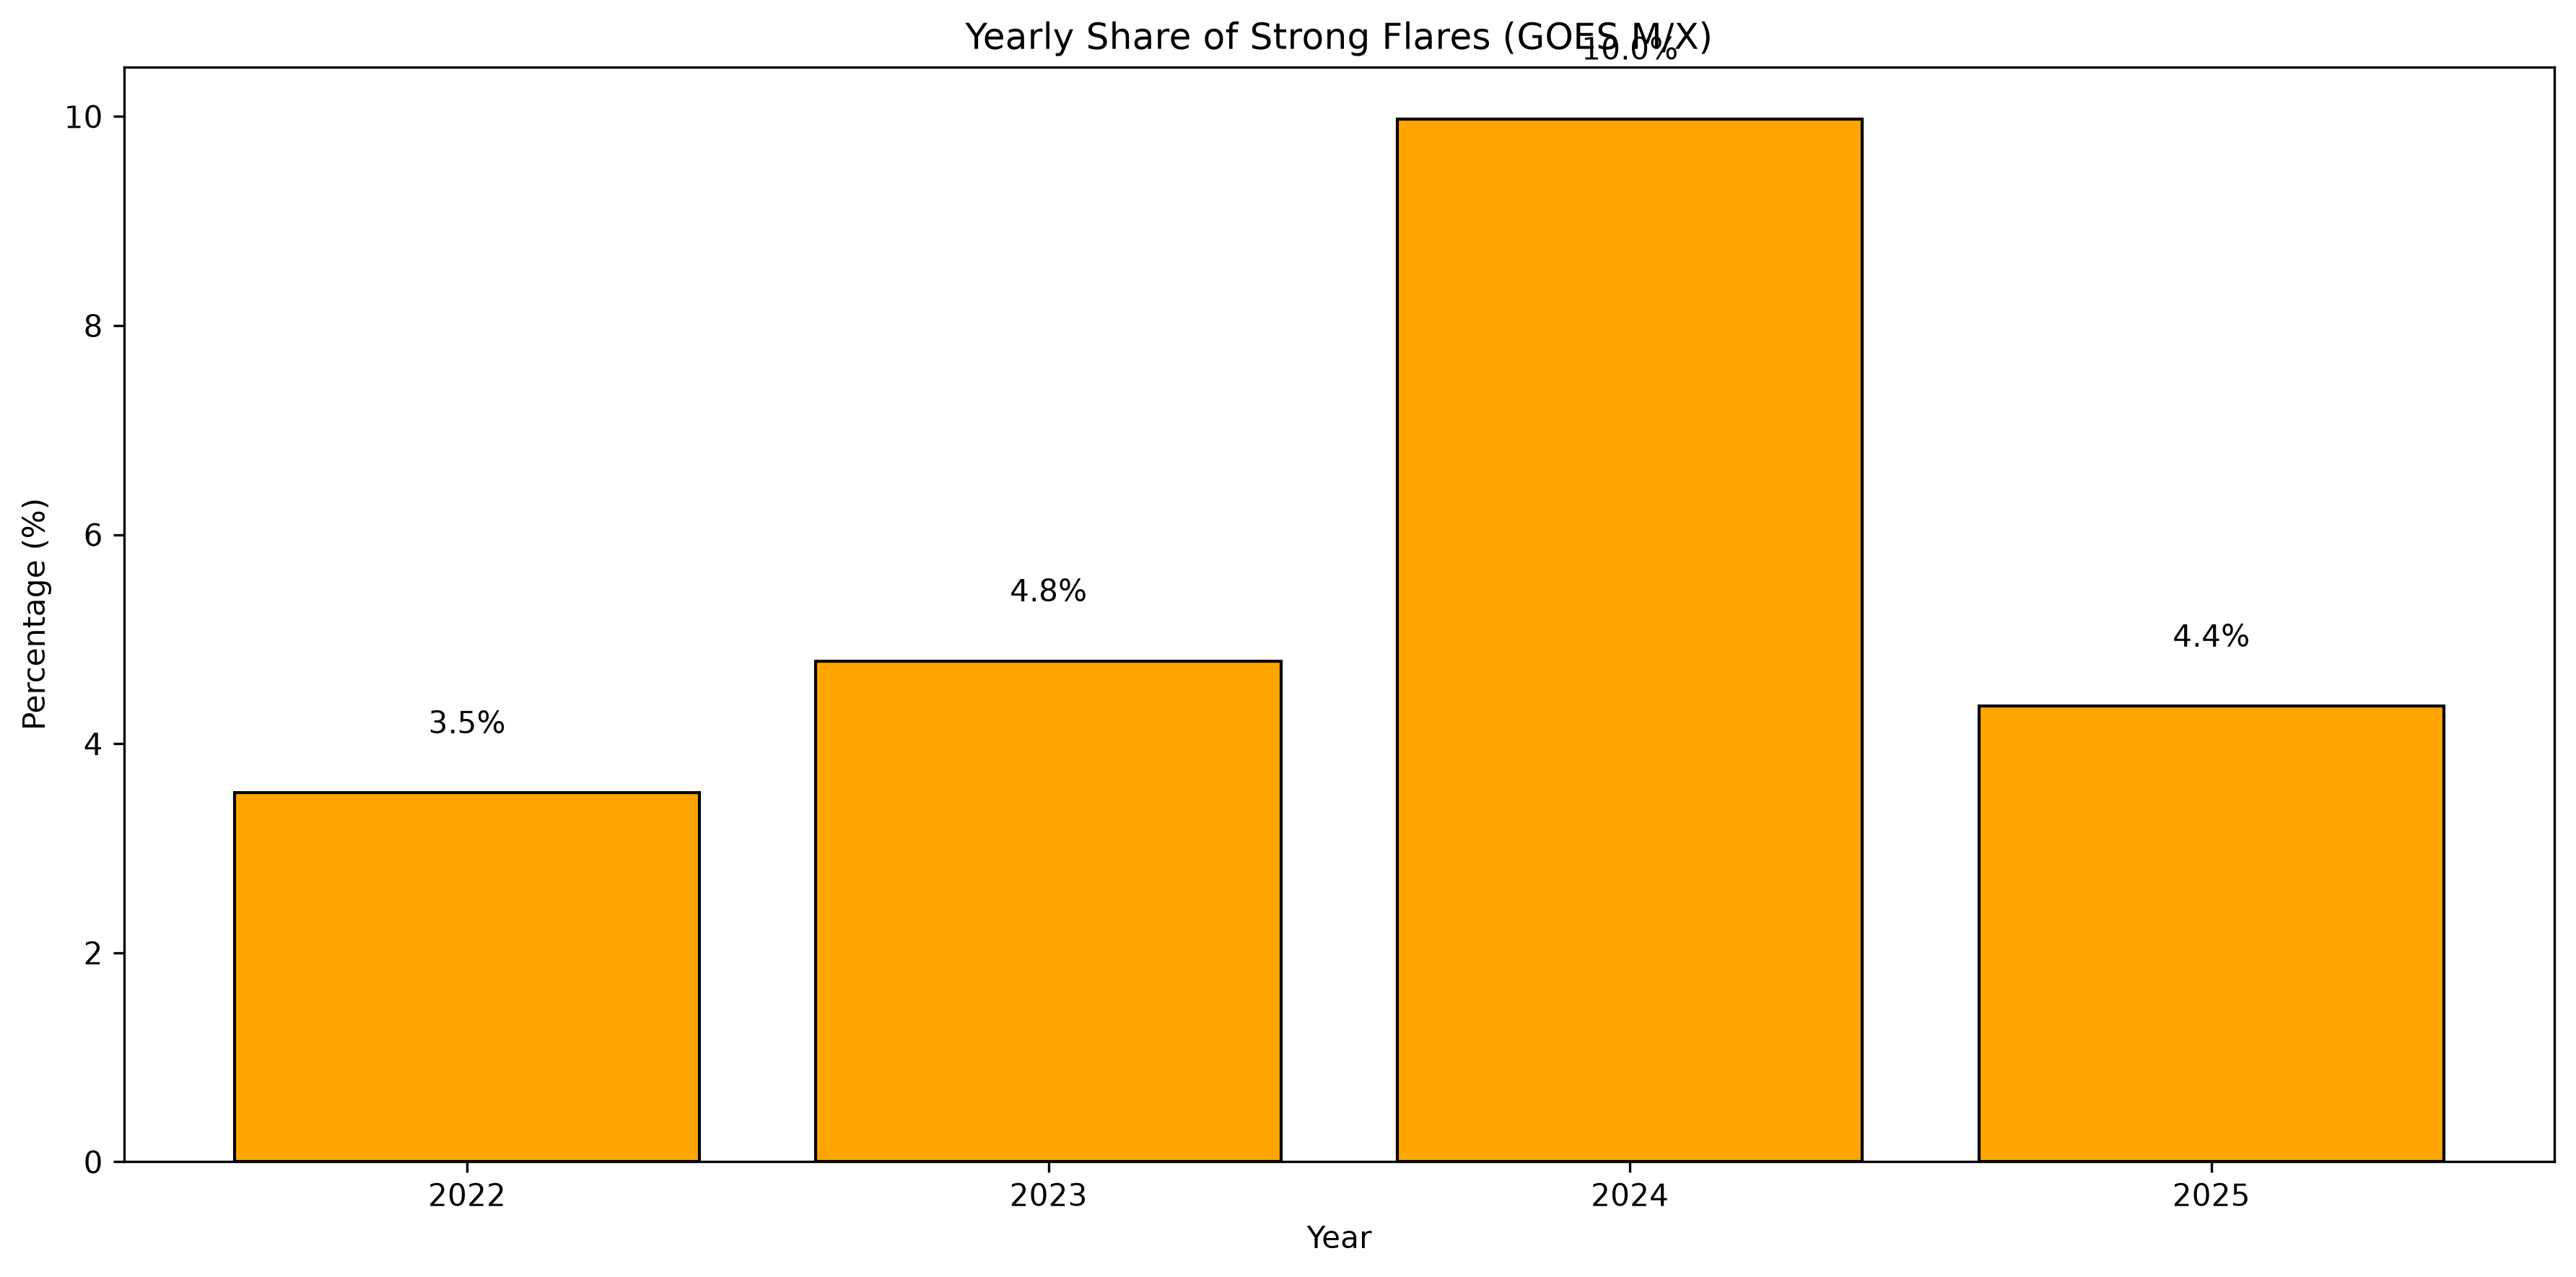 Yearly Share of Strong Flares (GOES M/X)
10.0%
10
8
6
4
2
0
Percentage (%)
3.5%
4.8%
4.4%
2022 2023 2024 2025
Year